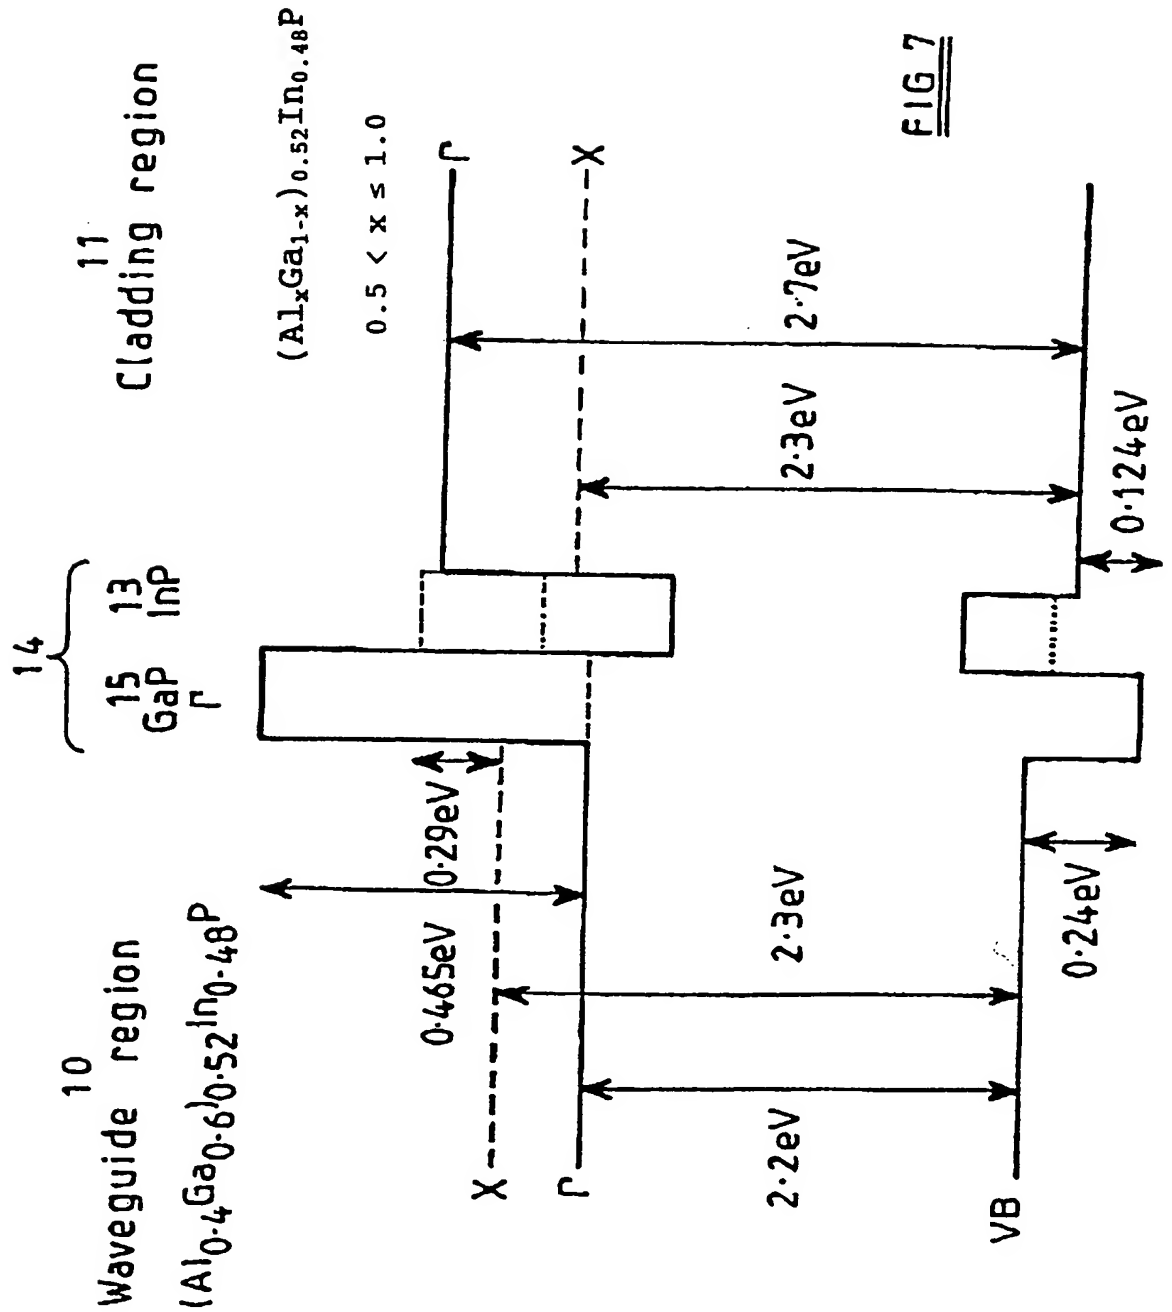 10
Waveguide region
(Al0·4Ga0·6)0·52In0·48P
14
15
GaP
Γ
13
InP
11
Cladding region
(AlxGa1-x)0.52In0.48P
0.5 < x ≤ 1.0
X
Γ
0·465eV
0·29eV
Γ
X
2·2eV
2·3eV
2·3eV
2·7eV
VB
0·24eV
0·124eV
FIG 7